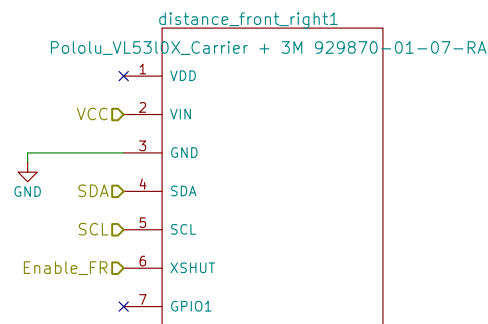 distance_front_right1
Pololu_VL53l0X_Carrier + 3M 929870-01-07-RA
1 VDD
VCC 2 VIN
3 GND
GND
SDA 4 SDA
SCL 5 SCL
Enable_FR 6 XSHUT
7 GPIO1